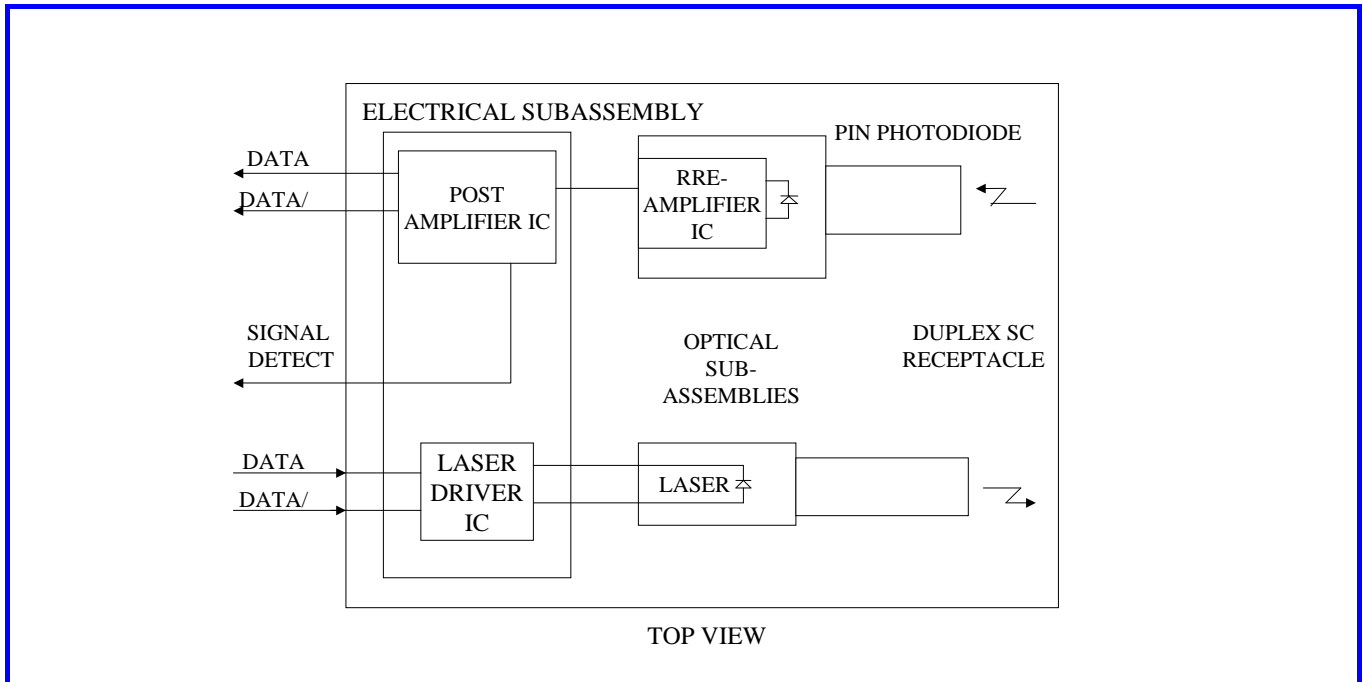 ELECTRICAL SUBASSEMBLY
PIN PHOTODIODE
DATA
DATA/
POST
AMPLIFIER IC
RRE-
AMPLIFIER
IC
SIGNAL
DETECT
OPTICAL
SUB-
ASSEMBLIES
DUPLEX SC
RECEPTACLE
DATA
DATA/
LASER
DRIVER
IC
LASER
TOP VIEW